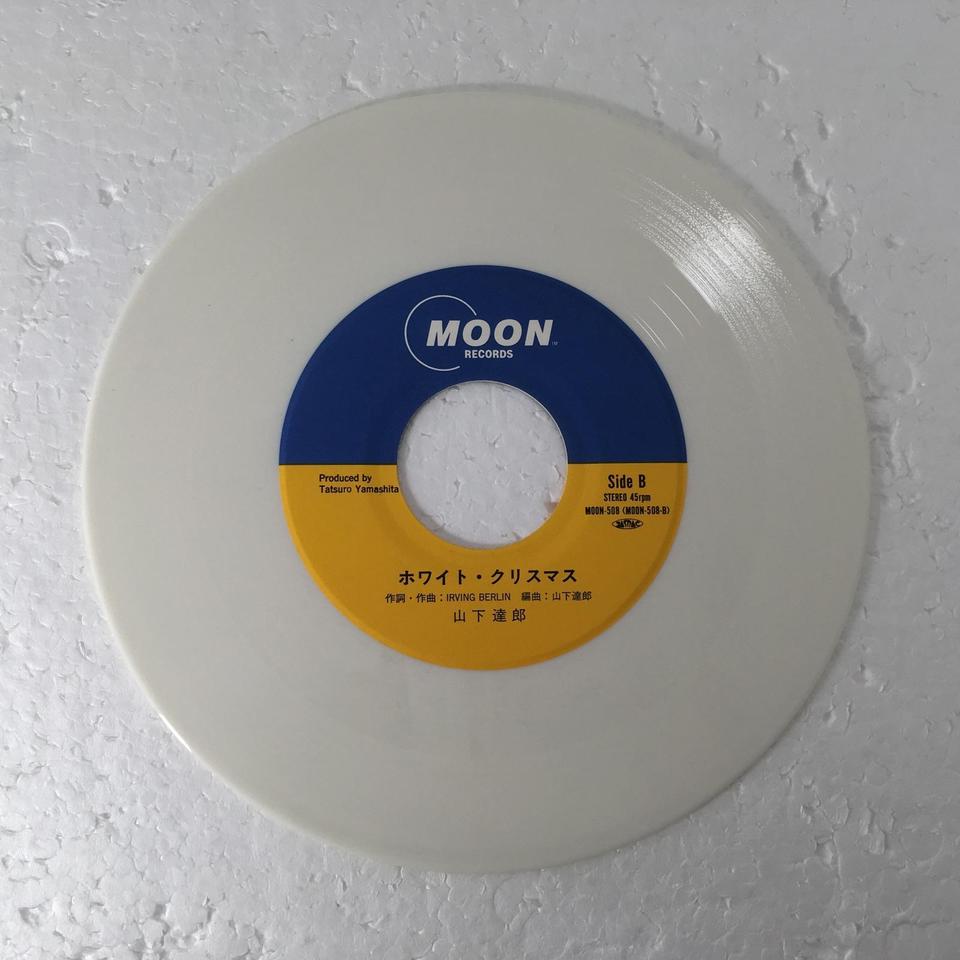 MOON
RECORDS
Produced by
Tatsuro Yamashita
Side B
STEREO 45rpm
MOON-508 (MOON-508-B)
ホワイト・クリスマス
作詞・作曲：IRVING BERLIN 編曲：山下達郎
山下達郎